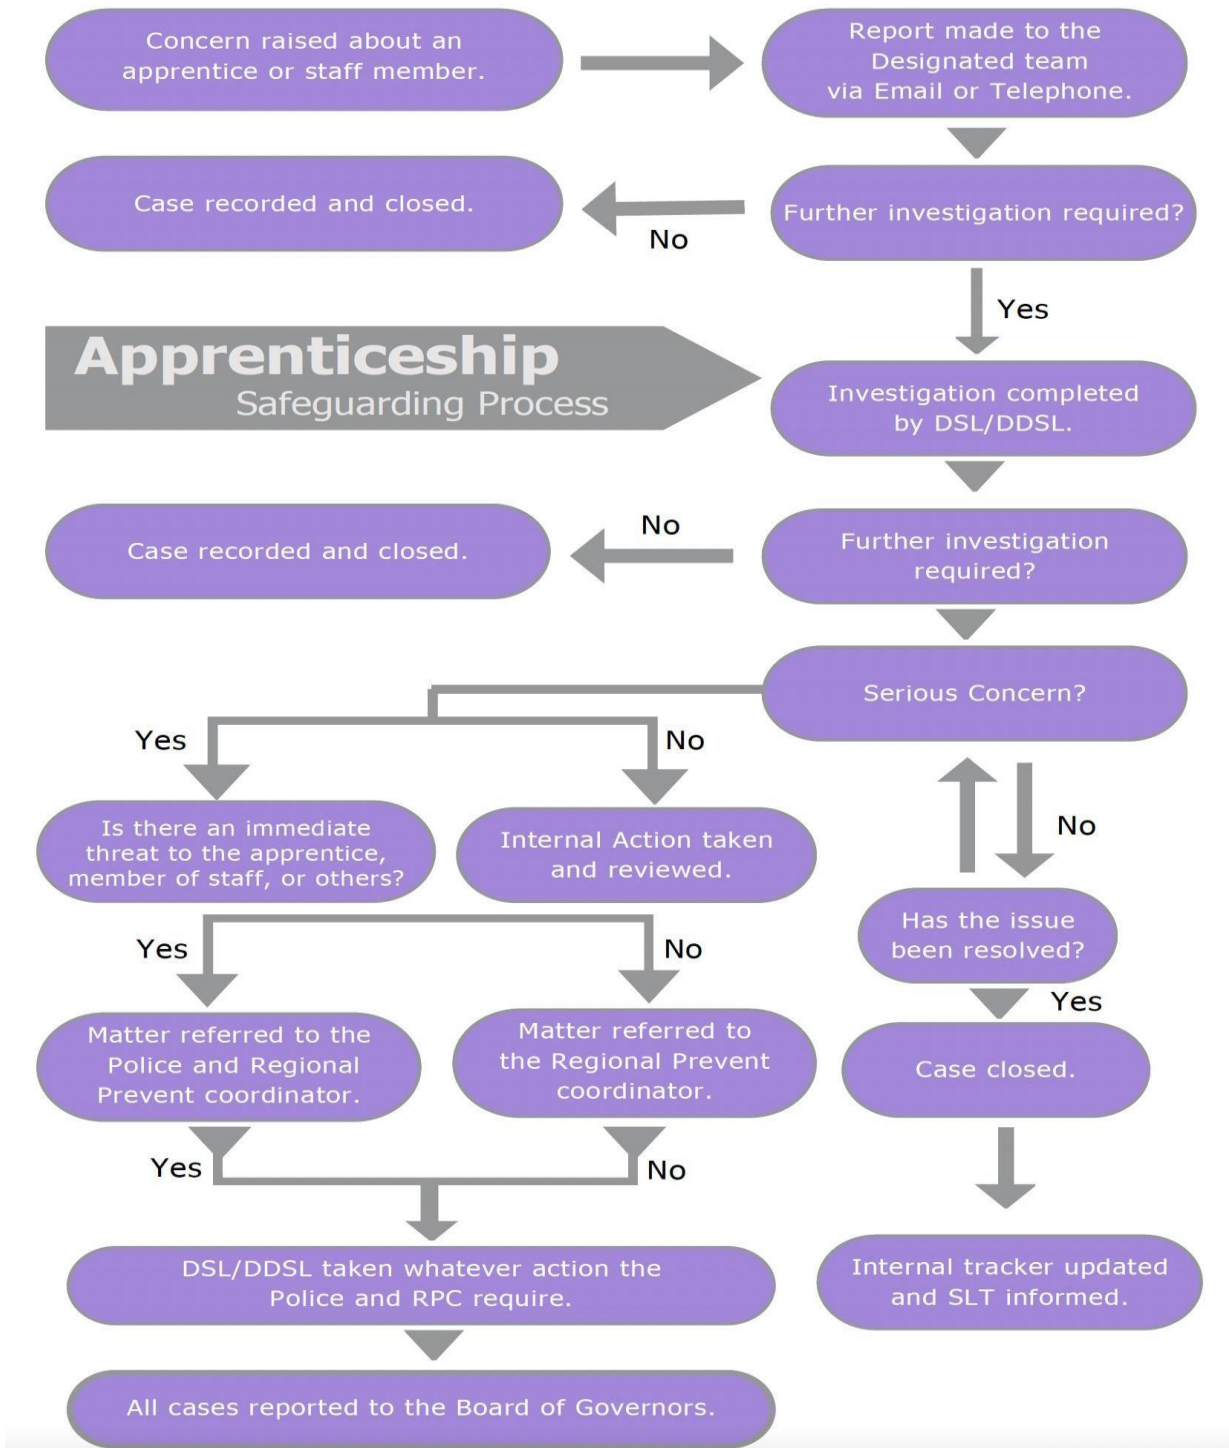 Concern raised about an
apprentice or staff member.
Report made to the
Designated team
via Email or Telephone.
Case recorded and closed.
No
Further investigation required?
Yes
Apprenticeship
Safeguarding Process
Investigation completed
by DSL/DDSL.
Case recorded and closed.
No
Further investigation
required?
Serious Concern?
Yes
No
Is there an immediate
threat to the apprentice,
member of staff, or others?
Internal Action taken
and reviewed.
No
Has the issue
been resolved?
Yes
No
Yes
Matter referred to the
Police and Regional
Prevent coordinator.
Matter referred to
the Regional Prevent
coordinator.
Case closed.
Yes
No
DSL/DDSL taken whatever action the
Police and RPC require.
Internal tracker updated
and SLT informed.
All cases reported to the Board of Governors.